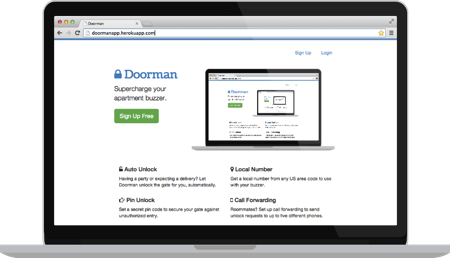 Doorman
doormanapp.herokuapp.com
Sign Up Login
Doorman
Supercharge your
apartment buzzer.
Sign Up Free
Auto Unlock
Having a party or expecting a delivery? Let
Doorman unlock the gate for you, automatically.
Local Number
Get a local number from any US area code to use
with your buzzer.
Pin Unlock
Set a secret pin code to secure your gate against
unauthorized entry.
Call Forwarding
Roommates? Set up call forwarding to send
unlock requests to up to five different phones.